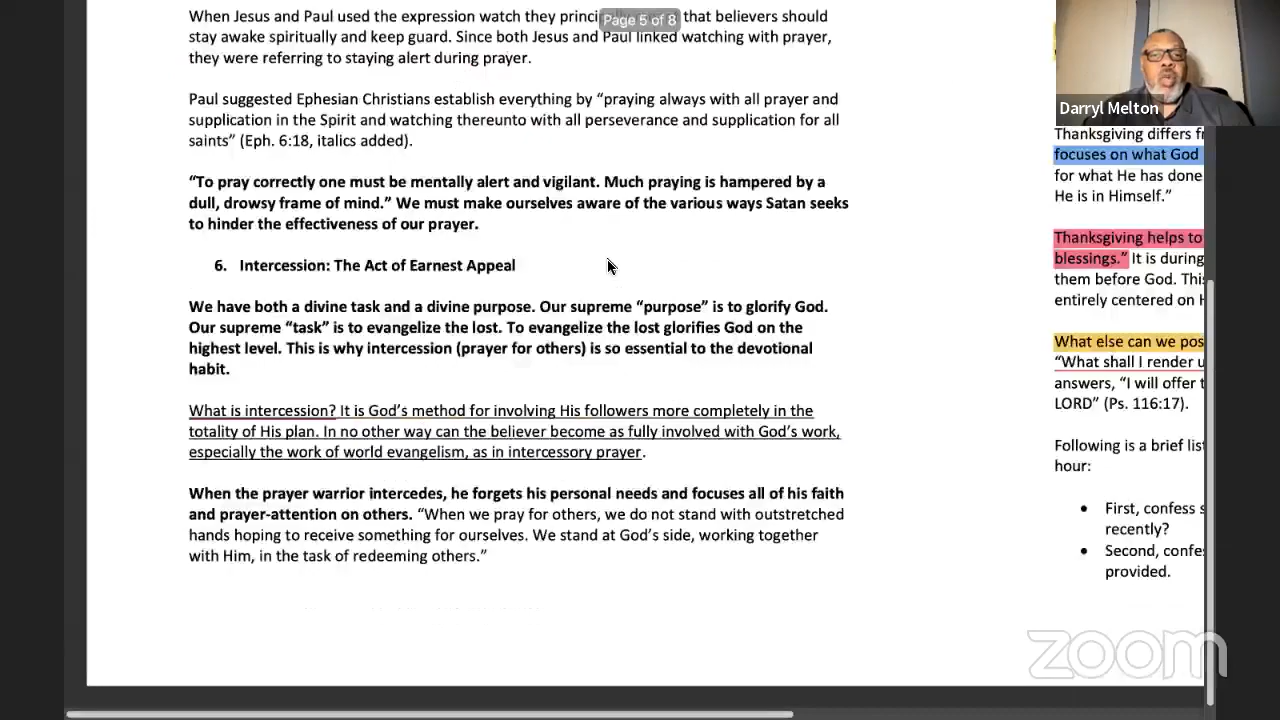 When Jesus and Paul used the expression watch they that believers should
Page 5 of 8
stay awake spiritually and keep guard. Since both Jesus and Paul linked watching with prayer,
they were referring to staying alert during prayer.
Paul suggested Ephesian Christians establish everything by “praying always with all prayer and
supplication in the Spirit and watching thereunto with all perseverance and supplication for all
saints” (Eph. 6:18, italics added).
“To pray correctly one must be mentally alert and vigilant. Much praying is hampered by a
dull, drowsy frame of mind.” We must make ourselves aware of the various ways Satan seeks
to hinder the effectiveness of our prayer.
6. Intercession: The Act of Earnest Appeal
We have both a divine task and a divine purpose. Our supreme “purpose” is to glorify God.
Our supreme “task” is to evangelize the lost. To evangelize the lost glorifies God on the
highest level. This is why intercession (prayer for others) is so essential to the devotional
habit.
What is intercession? It is God’s method for involving His followers more completely in the
totality of His plan. In no other way can the believer become as fully involved with God’s work,
especially the work of world evangelism, as in intercessory prayer.
When the prayer warrior intercedes, he forgets his personal needs and focuses all of his faith
and prayer-attention on others. “When we pray for others, we do not stand with outstretched
hands hoping to receive something for ourselves. We stand at God’s side, working together
with Him, in the task of redeeming others.”
Darryl Melton
Thanksgiving differs
focuses on what God
for what He has done
He is in Himself.”
Thanksgiving helps to
blessings.” It is during
them before God.
entirely centered on
What else can we
“What shall I render
answers, “I will offer
LORD” (Ps. 116:17).
Following is a brief
hour:
• First, confess
recently?
• Second,
provided.
zoom